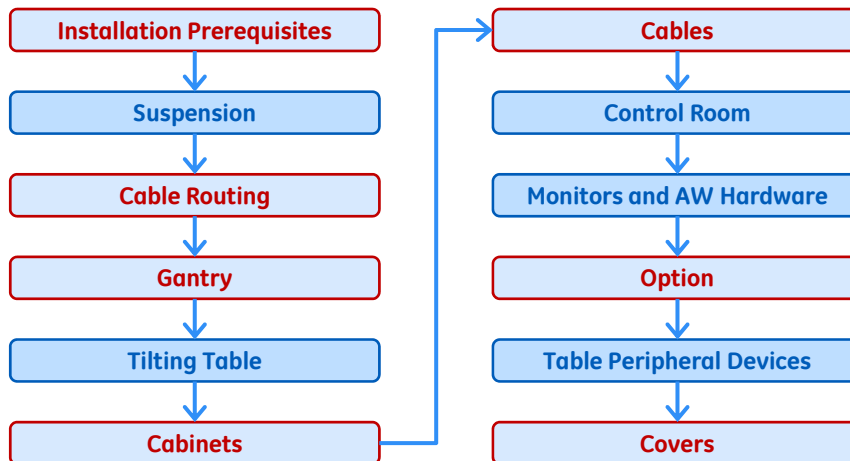 Installation Prerequisites
Suspension
Cable Routing
Gantry
Tilting Table
Cabinets
Cables
Control Room
Monitors and AW Hardware
Option
Table Peripheral Devices
Covers